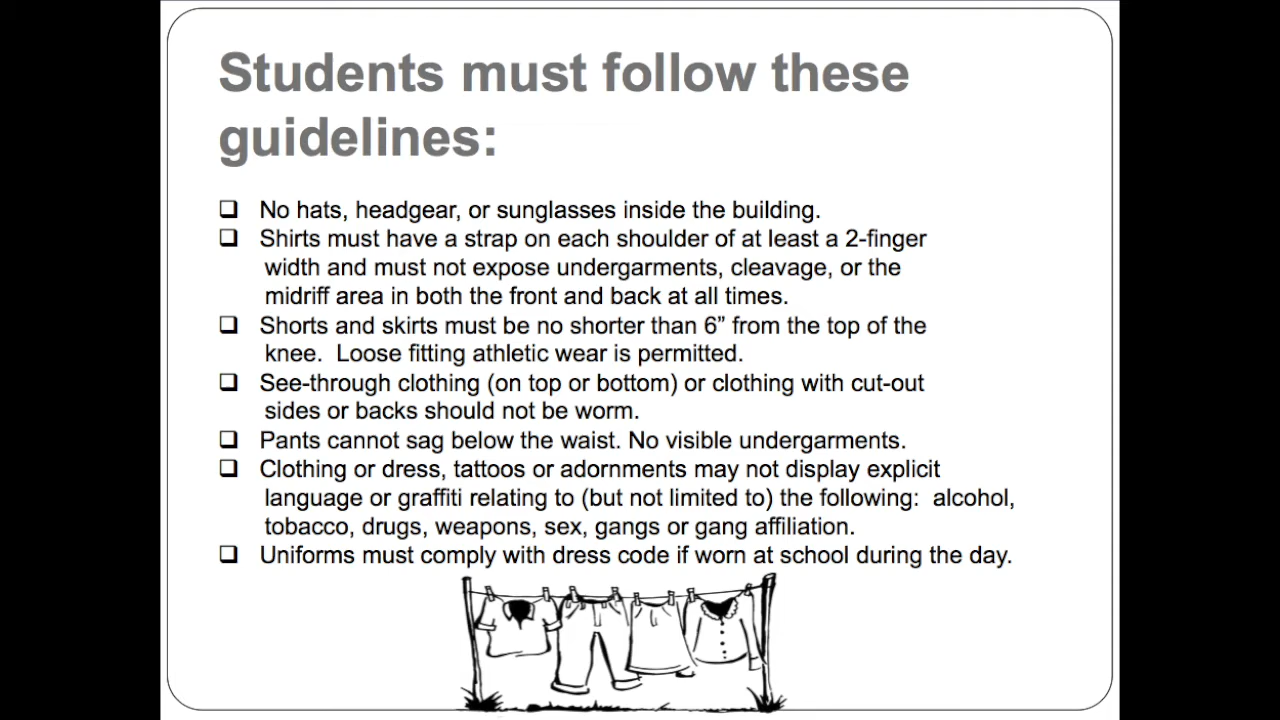 Students must follow these
guidelines:
❑ No hats, headgear, or sunglasses inside the building.
❑ Shirts must have a strap on each shoulder of at least a 2-finger
width and must not expose undergarments, cleavage, or the
midriff area in both the front and back at all times.
❑ Shorts and skirts must be no shorter than 6” from the top of the
knee.  Loose fitting athletic wear is permitted.
❑ See-through clothing (on top or bottom) or clothing with cut-out
sides or backs should not be worm.
❑ Pants cannot sag below the waist. No visible undergarments.
❑ Clothing or dress, tattoos or adornments may not display explicit
language or graffiti relating to (but not limited to) the following:  alcohol,
tobacco, drugs, weapons, sex, gangs or gang affiliation.
❑ Uniforms must comply with dress code if worn at school during the day.